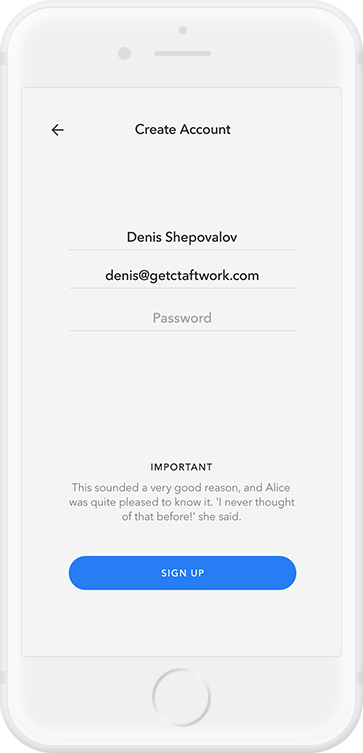 Create Account
Denis Shepovalov
denis@getctaftwork.com
Password
IMPORTANT
This sounded a very good reason, and Alice
was quite pleased to know it. 'I never thought
of that before!' she said.
SIGN UP